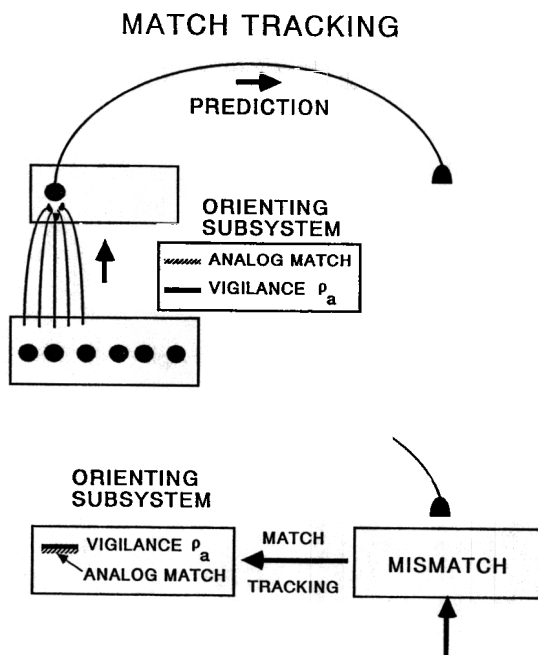 MATCH TRACKING
PREDICTION
ORIENTING
SUBSYSTEM
ANALOG MATCH
VIGILANCE ρa
ORIENTING
SUBSYSTEM
VIGILANCE ρa
ANALOG MATCH
MATCH
TRACKING
MISMATCH